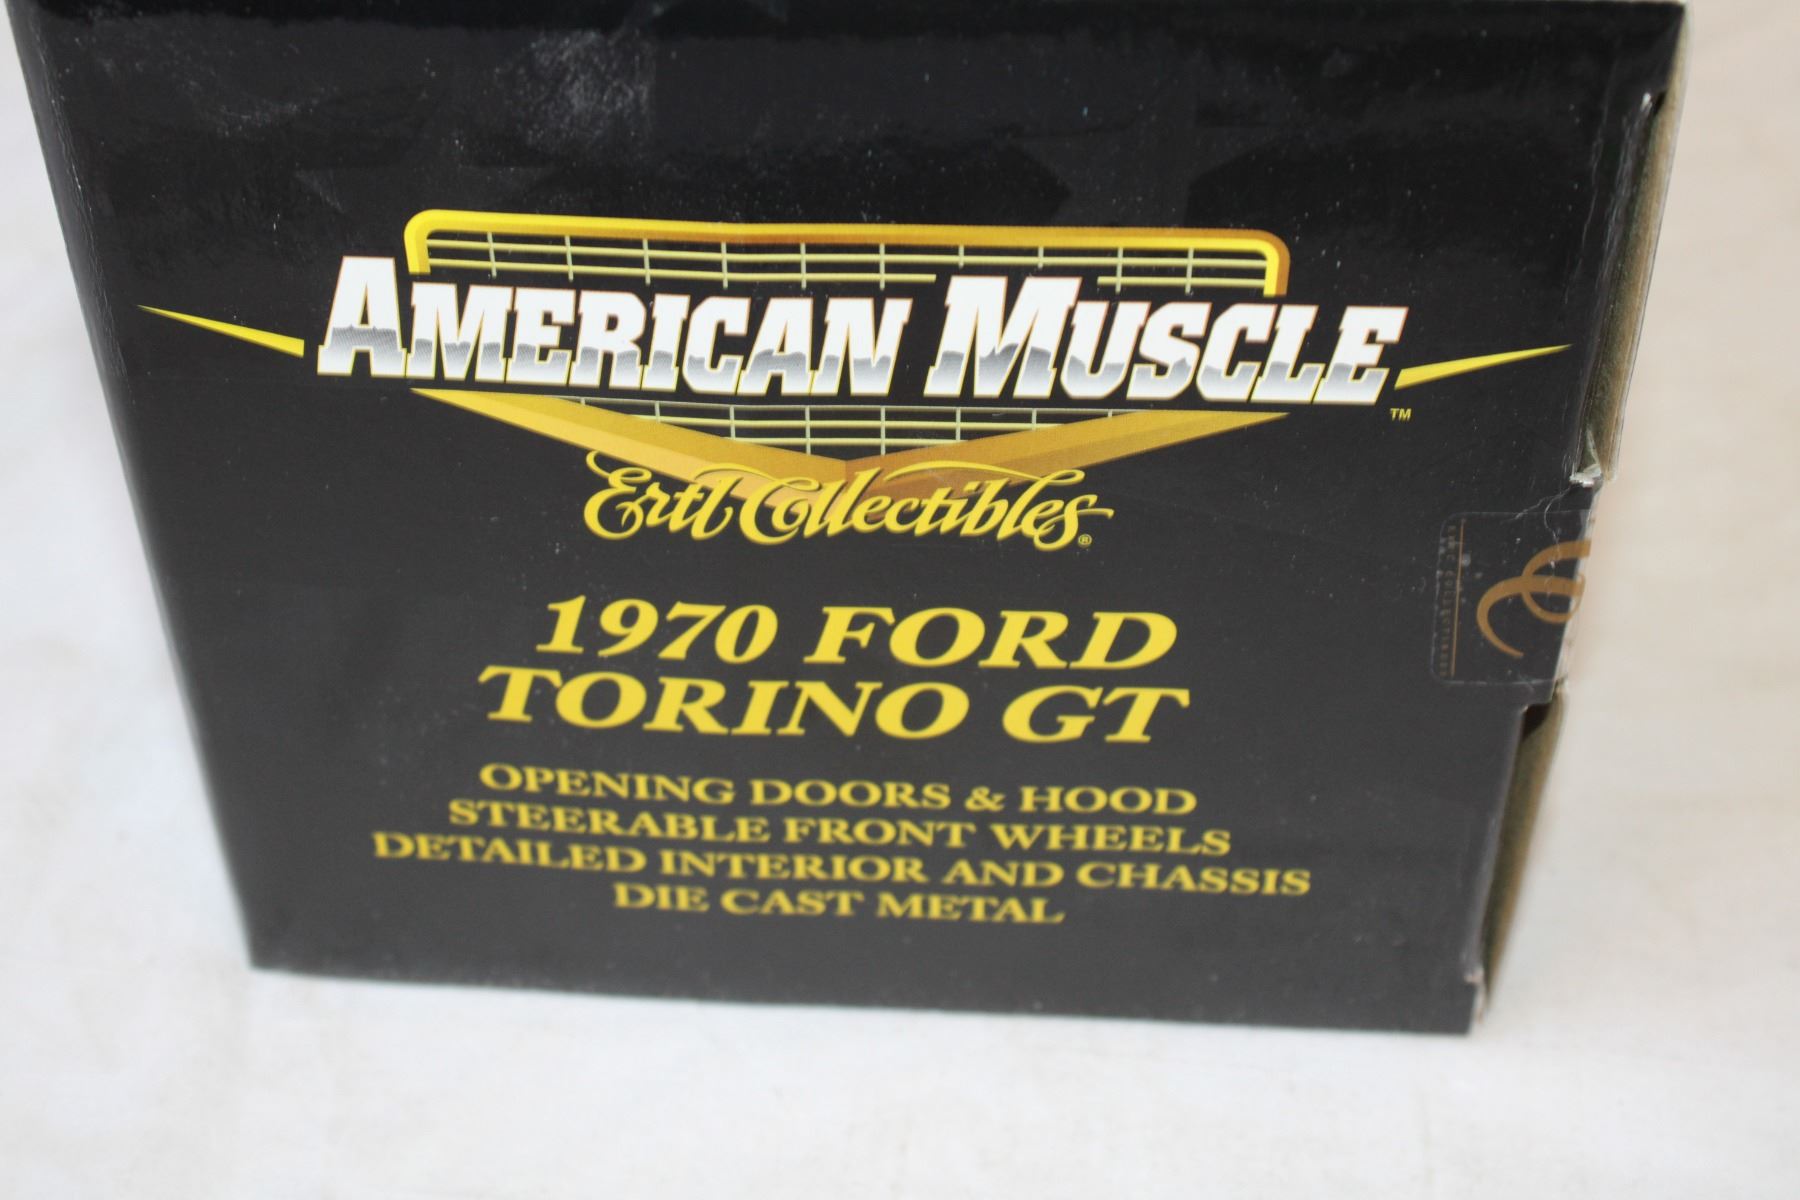 AMERICAN MUSCLE
TM
Ertl Collectibles®
1970 FORD
TORINO GT
OPENING DOORS & HOOD
STEERABLE FRONT WHEELS
DETAILED INTERIOR AND CHASSIS
DIE CAST METAL